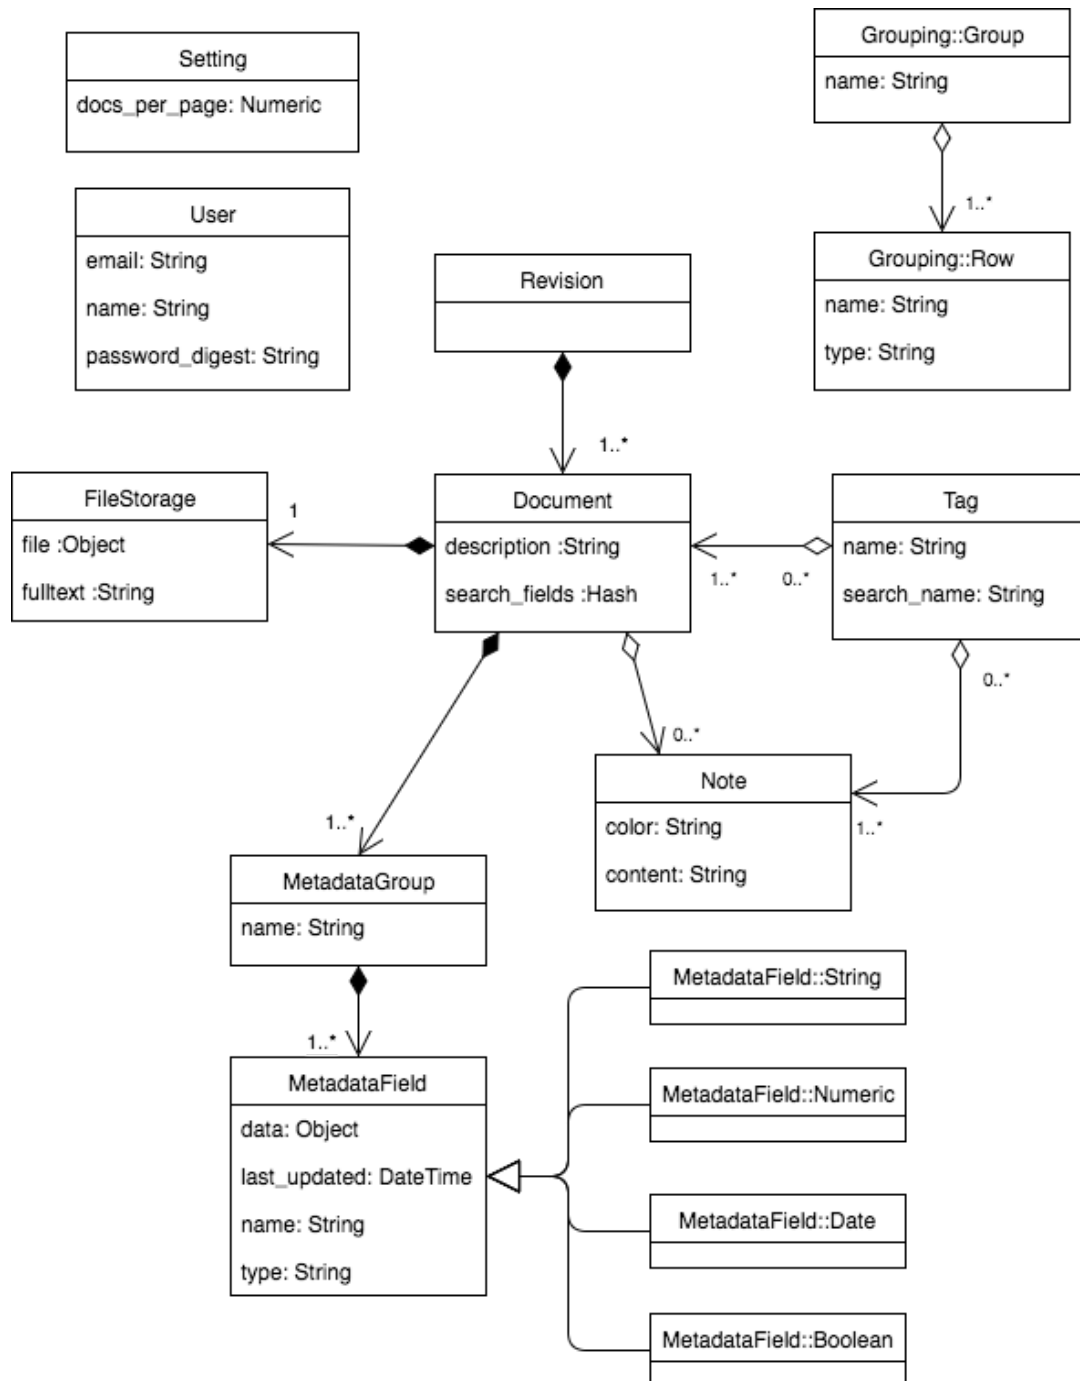 Setting
docs_per_page: Numeric
Grouping::Group
name: String
1..*
User
email: String
name: String
password_digest: String
Grouping::Row
name: String
type: String
Revision
1..*
FileStorage
file :Object
fulltext :String
1
Document
description :String
search_fields :Hash
1..*
0..*
Tag
name: String
search_name: String
0..*
0..*
Note
color: String
content: String
1..*
1..*
MetadataGroup
name: String
1..*
MetadataField
data: Object
last_updated: DateTime
name: String
type: String
MetadataField::String
MetadataField::Numeric
MetadataField::Date
MetadataField::Boolean